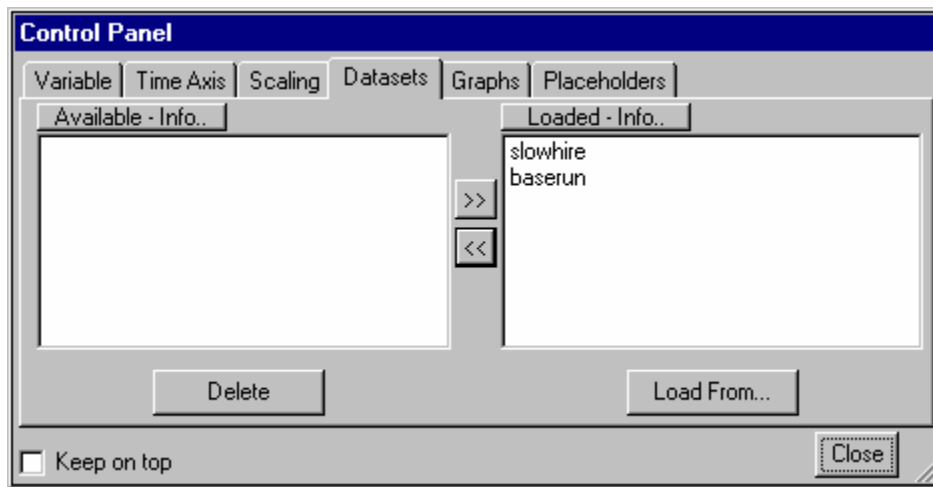 Control Panel
Variable Time Axis Scaling Datasets Graphs Placeholders
Available - Info.. Loaded - Info..
slowhire
baserun
>>
<<
Delete Load From...
Keep on top Close